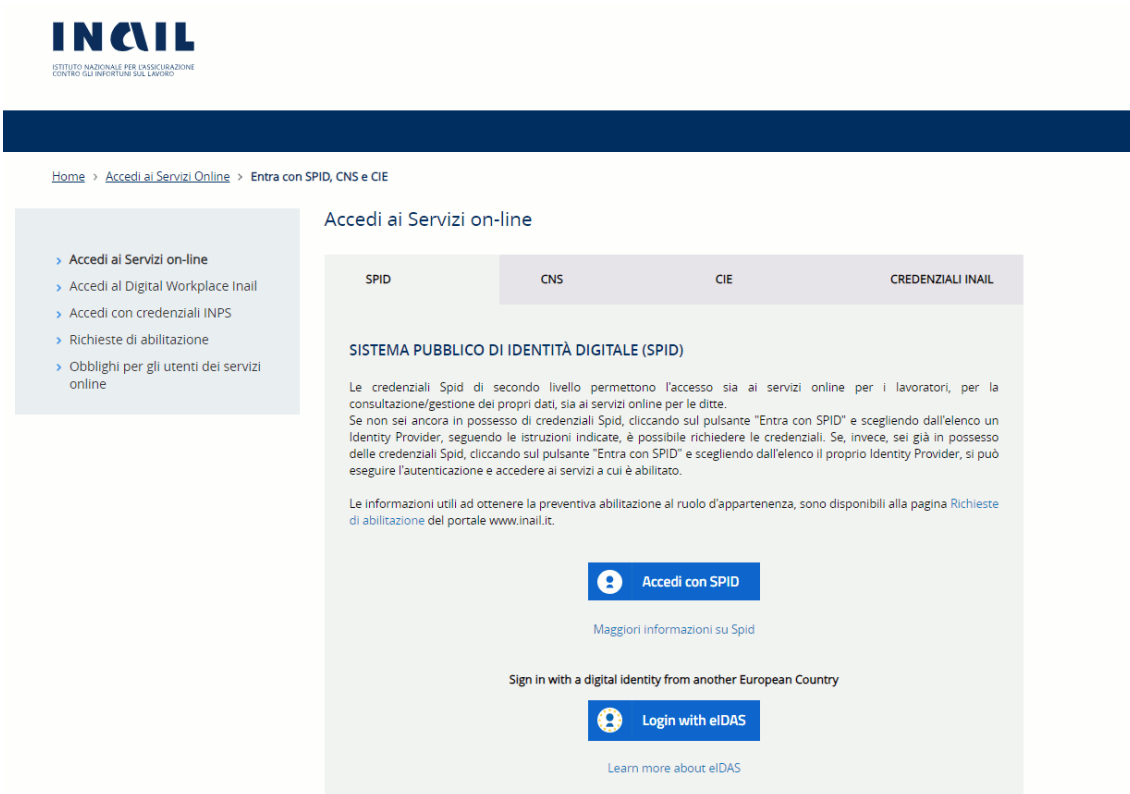 INAIL
ISTITUTO NAZIONALE PER L'ASSICURAZIONE
CONTRO GLI INFORTUNI SUL LAVORO
Home > Accedi ai Servizi Online > Entra con SPID, CNS e CIE
> Accedi ai Servizi on-line
> Accedi al Digital Workplace Inail
> Accedi con credenziali INPS
> Richieste di abilitazione
> Obblighi per gli utenti dei servizi
online
Accedi ai Servizi on-line
SPID CNS CIE CREDENZIALI INAIL
SISTEMA PUBBLICO DI IDENTITÀ DIGITALE (SPID)
Le credenziali Spid di secondo livello permettono l'accesso sia ai servizi online per i lavoratori, per la
consultazione/gestione dei propri dati, sia ai servizi online per le ditte.
Se non sei ancora in possesso di credenziali Spid, cliccando sul pulsante "Entra con SPID" e scegliendo dall'elenco un
Identity Provider, seguendo le istruzioni indicate, è possibile richiedere le credenziali. Se, invece, sei già in possesso
delle credenziali Spid, cliccando sul pulsante "Entra con SPID" e scegliendo dall'elenco il proprio Identity Provider, si può
eseguire l'autenticazione e accedere ai servizi a cui è abilitato.
Le informazioni utili ad ottenere la preventiva abilitazione al ruolo d'appartenenza, sono disponibili alla pagina Richieste
di abilitazione del portale www.inail.it.
Accedi con SPID
Maggiori informazioni su Spid
Sign in with a digital identity from another European Country
Login with eIDAS
Learn more about eIDAS